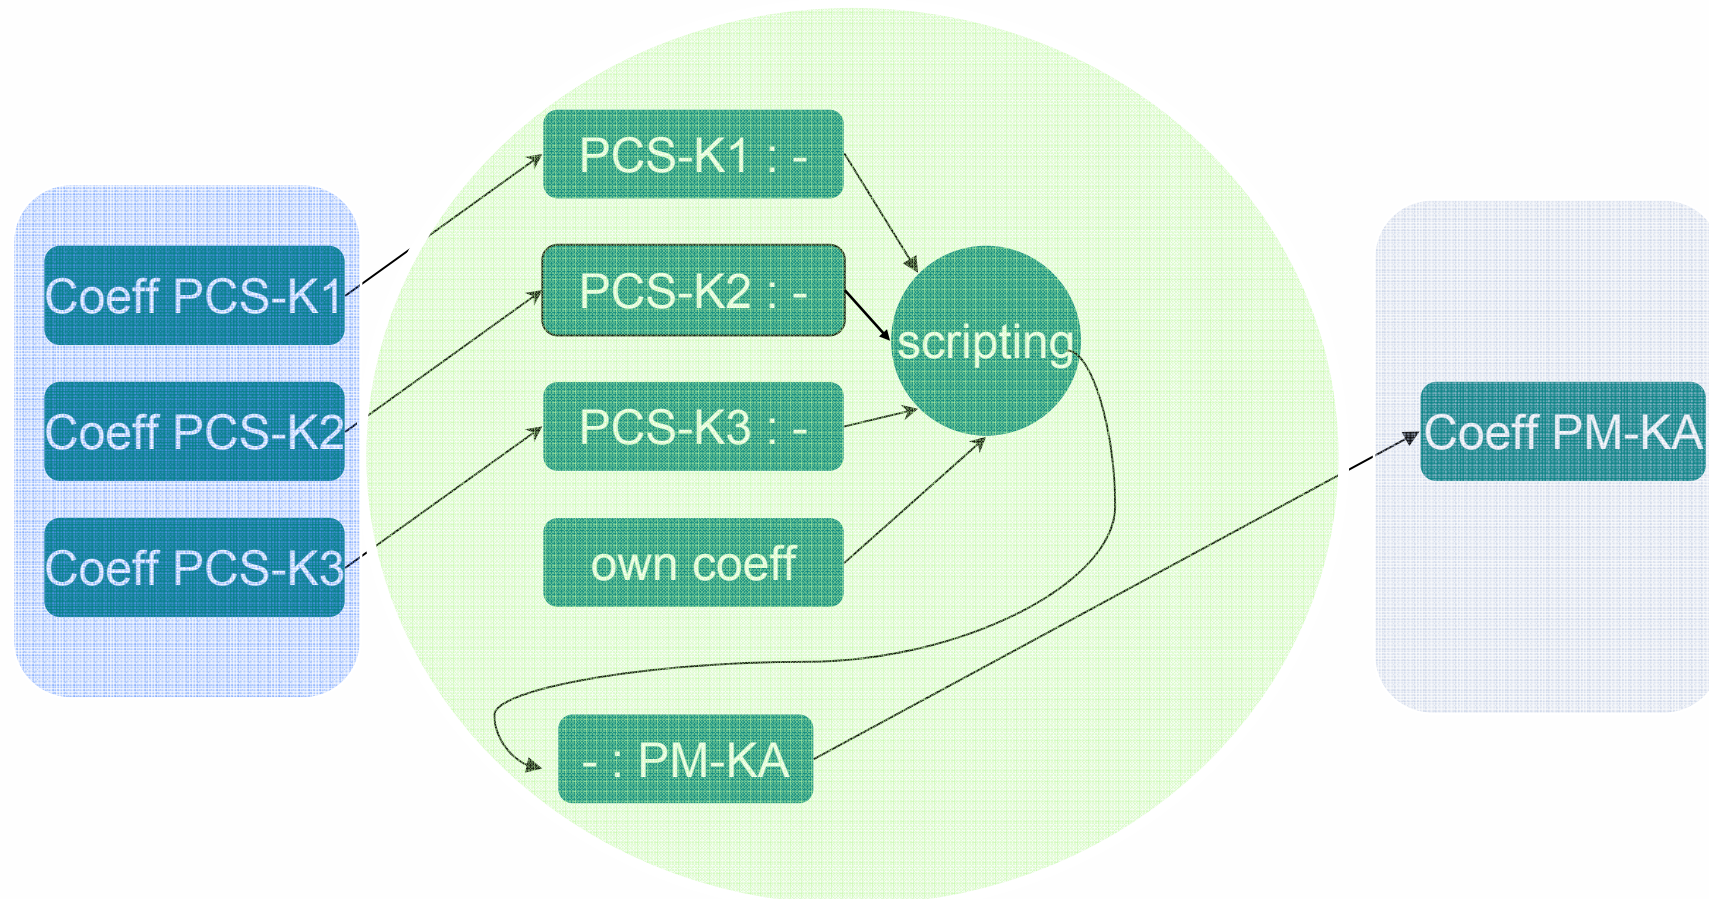 Coeff PCS-K1
Coeff PCS-K2
Coeff PCS-K3
PCS-K1 : -
PCS-K2 : -
PCS-K3 : -
own coeff
scripting
- : PM-KA
Coeff PM-KA